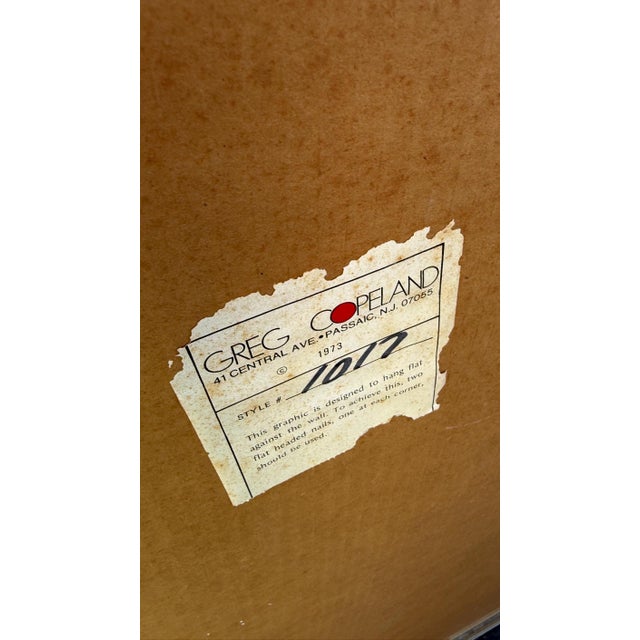 GREG COPELAND
41 CENTRAL AVE. • PASSAIC, N.J. 07055
© 1973
STYLE # 1017
This graphic is designed to hang flat
against the wall. To achieve this, two
flat headed nails, one at each corner,
should be used.